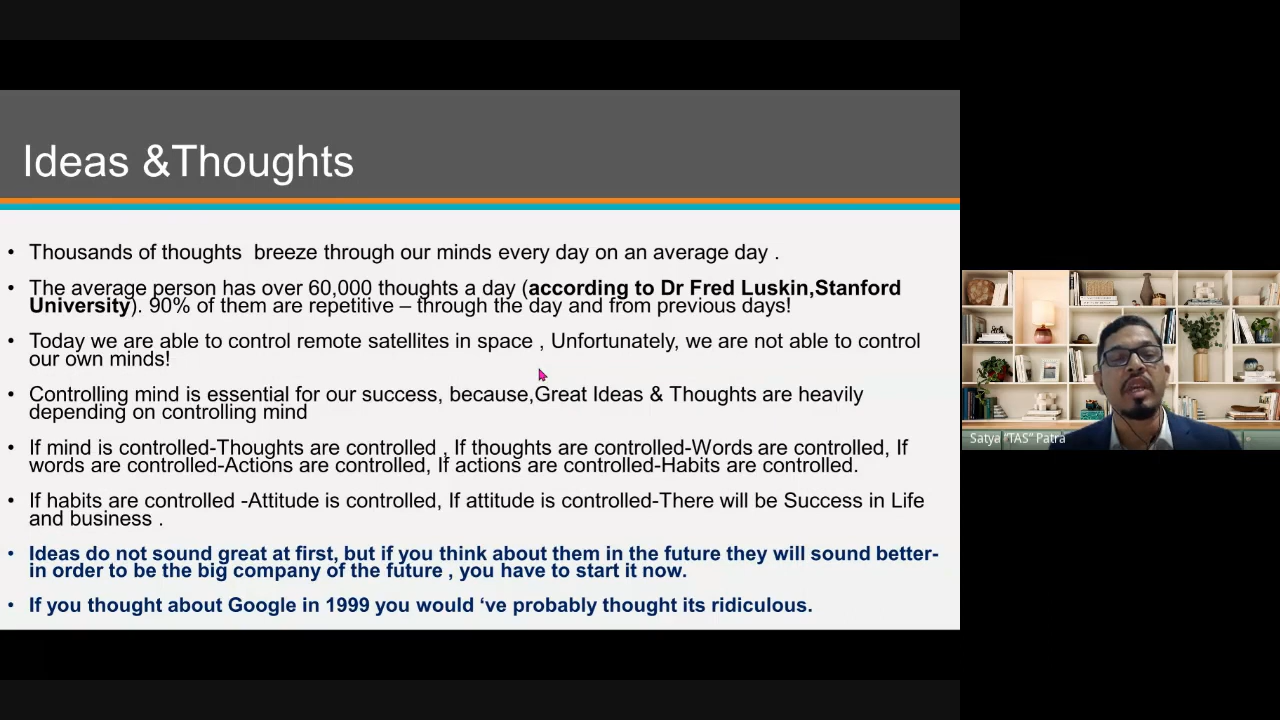 Ideas &Thoughts
• Thousands of thoughts  breeze through our minds every day on an average day .
• The average person has over 60,000 thoughts a day (according to Dr Fred Luskin,Stanford
University). 90% of them are repetitive – through the day and from previous days!
• Today we are able to control remote satellites in space , Unfortunately, we are not able to control
our own minds!
• Controlling mind is essential for our success, because,Great Ideas & Thoughts are heavily
depending on controlling mind
• If mind is controlled-Thoughts are controlled , If thoughts are controlled-Words are controlled, If
words are controlled-Actions are controlled, If actions are controlled-Habits are controlled.
• If habits are controlled -Attitude is controlled, If attitude is controlled-There will be Success in Life
and business .
• Ideas do not sound great at first, but if you think about them in the future they will sound better-
in order to be the big company of the future , you have to start it now.
• If you thought about Google in 1999 you would ‘ve probably thought its ridiculous.
Satya "TAS" Patra